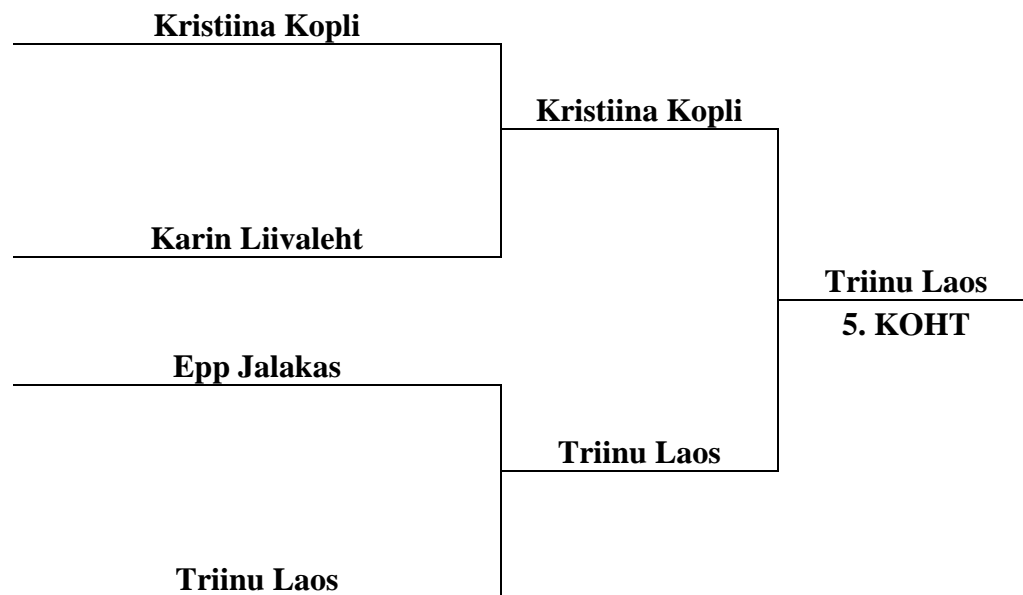 Kristiina Kopli
Kristiina Kopli
Karin Liivaleht
Triinu Laos
5. KOHT
Epp Jalakas
Triinu Laos
Triinu Laos